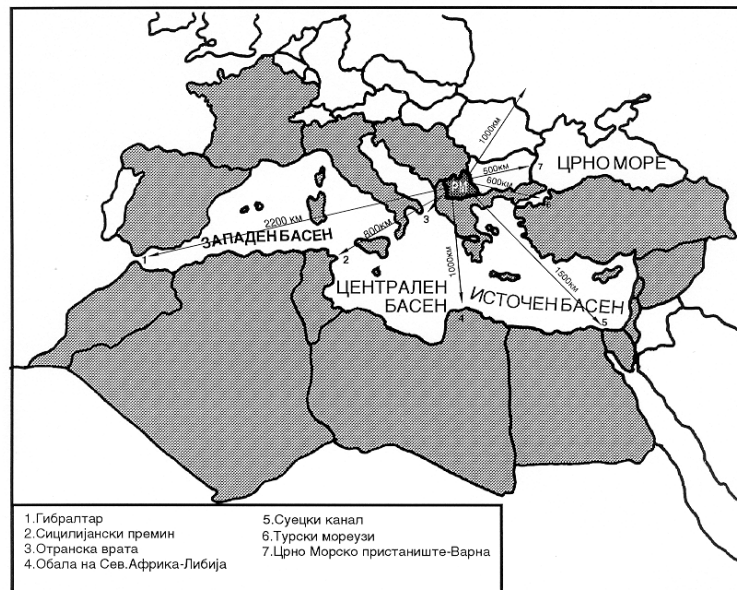 1000км
ЦРНО МОРЕ
500км
7
600км
6
РМ
2200 км
3
800км
ЗАПАДЕН БАСЕН
1
2
1000км
1500км
ЦЕНТРАЛЕН
БАСЕН
ИСТОЧЕН БАСЕН
4
5
1.Гибралтар
2.Сицилијански премин
3.Отранска врата
4.Обала на Сев.Африка-Либија
5.Суецки канал
6.Турски мореузи
7.Црно Морско пристаниште-Варна